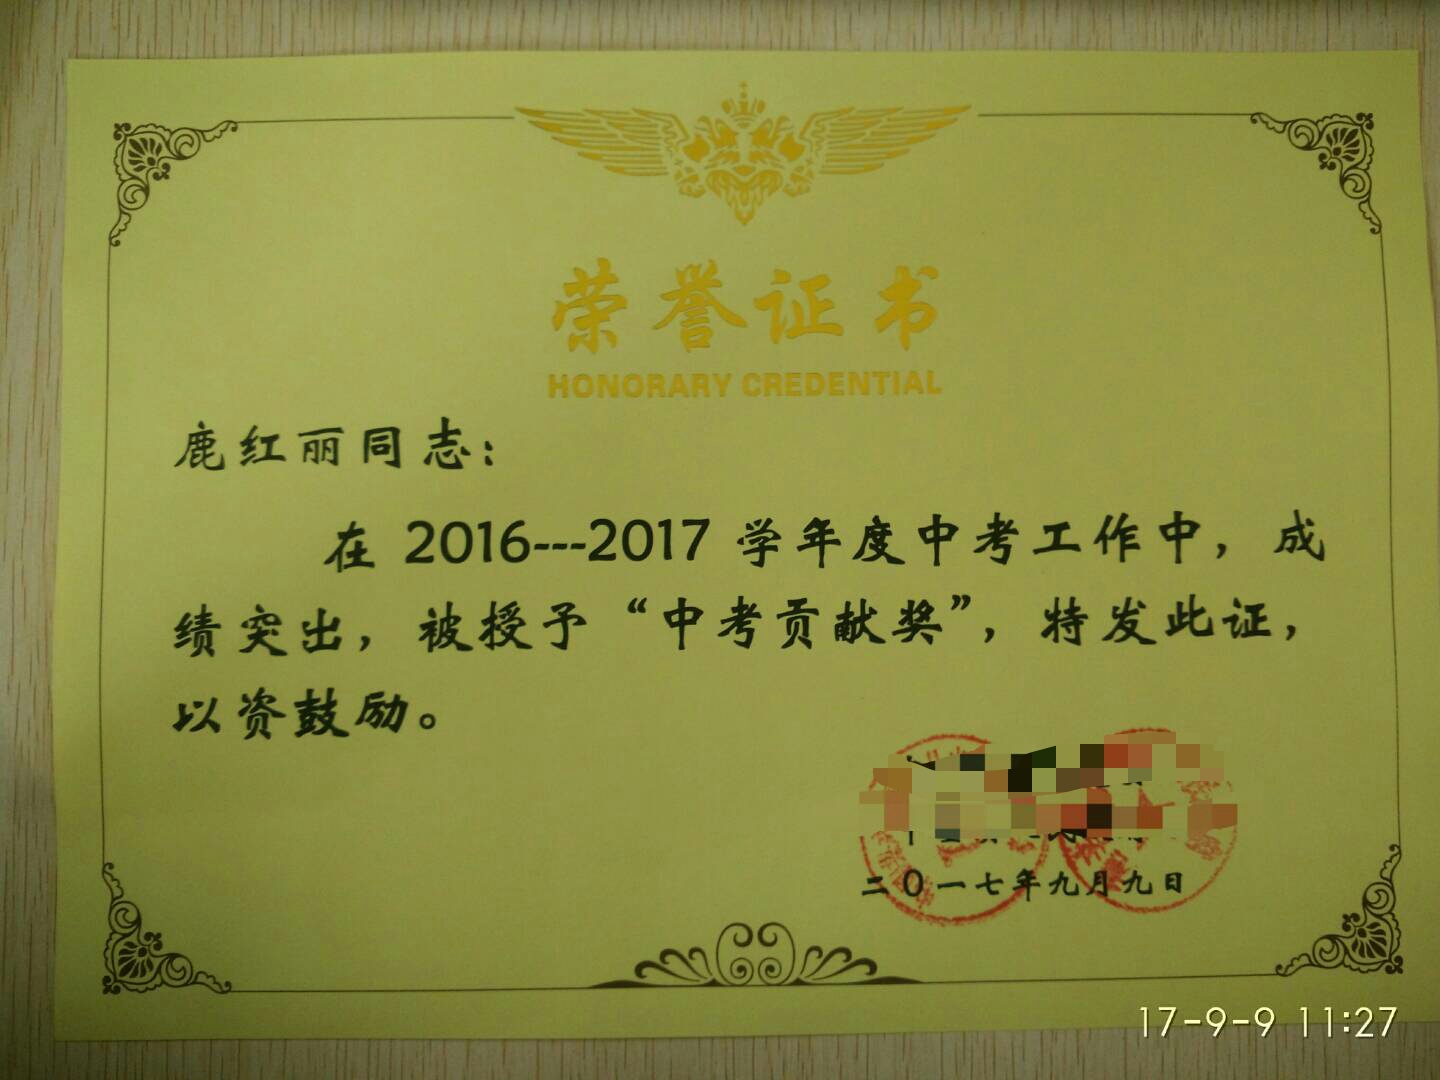 荣誉证书
HONORARY CREDENTIAL
鹿红丽同志：
在 2016---2017 学年度中考工作中，成
绩突出，被授予“中考贡献奖”，特发此证，
以资鼓励。
二〇一七年九月九日
17-9-9 11:27